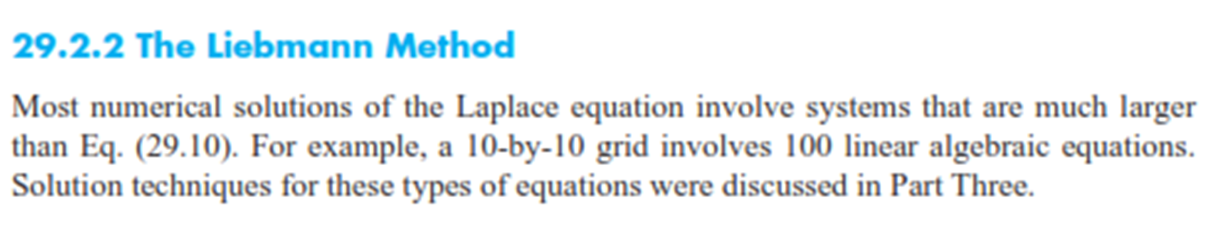 29.2.2 The Liebmann Method
Most numerical solutions of the Laplace equation involve systems that are much larger
than Eq. (29.10). For example, a 10-by-10 grid involves 100 linear algebraic equations.
Solution techniques for these types of equations were discussed in Part Three.